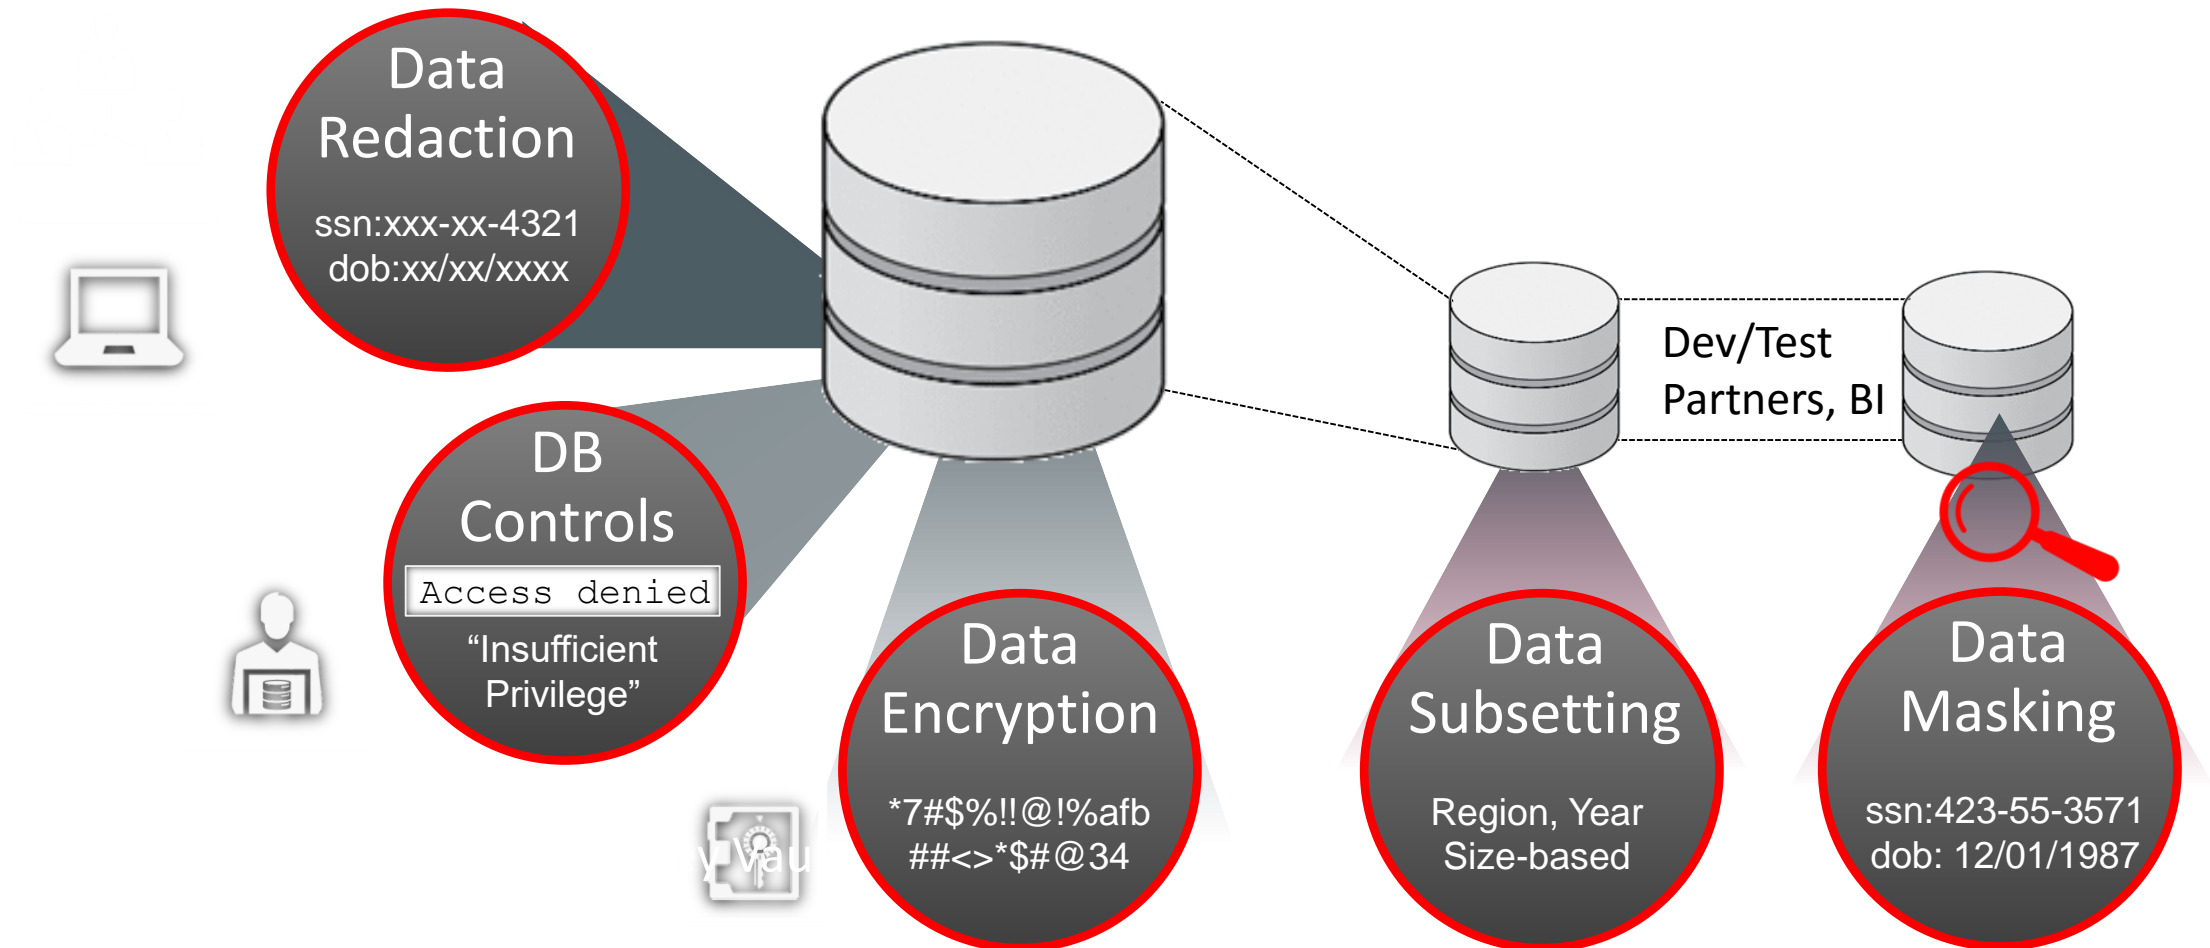 Data
Redaction
ssn:xxx-xx-4321
dob:xx/xx/xxxx
DB
Controls
Access denied
“Insufficient
Privilege”
Data
Encryption
*7#$%!!@!%afb
##<>*$#@34
Dev/Test
Partners, BI
Data
Subsetting
Region, Year
Size-based
Data
Masking
ssn:423-55-3571
dob: 12/01/1987